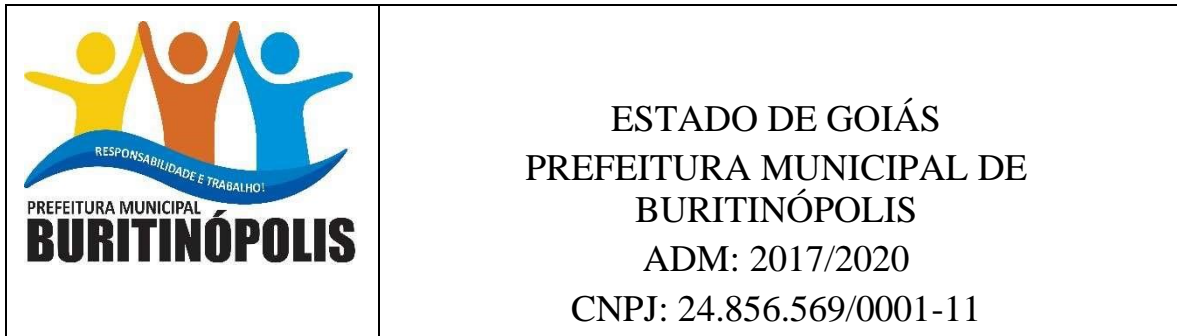 RESPONSABILIDADE E TRABALHO!
PREFEITURA MUNICIPAL
BURITINÓPOLIS
ESTADO DE GOIÁS
PREFEITURA MUNICIPAL DE
BURITINÓPOLIS
ADM: 2017/2020
CNPJ: 24.856.569/0001-11